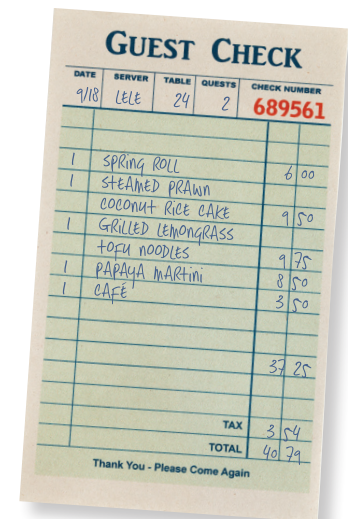 GUEST CHECK
DATE SERVER TABLE QUESTS CHECK NUMBER
9/18 LELE 24 2 689561
1 SPRING ROLL 6 00
1 STEAMED PRAWN
COCONUT RICE CAKE 9 50
1 GRILLED LEMONGRASS
TOFU NOODLES 9 75
1 PAPAYA MARTINI 8 50
1 CAFÉ 3 50
37 25
TAX 3 54
TOTAL 40 79
Thank You - Please Come Again